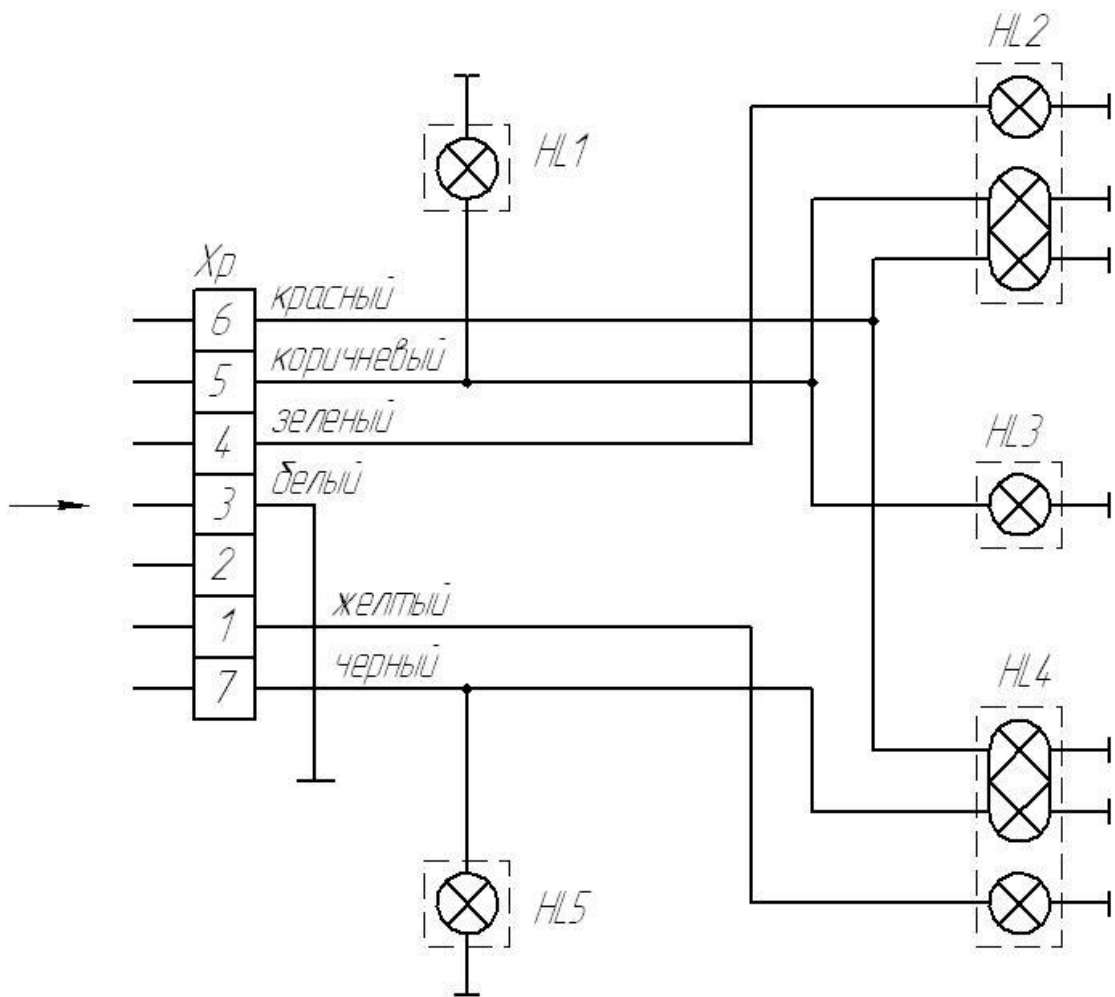 HL2
HL1
Xp
6 красный
5 коричневый
4 зеленый
3 белый
2
1 желтый
7 черный
HL3
HL4
HL5